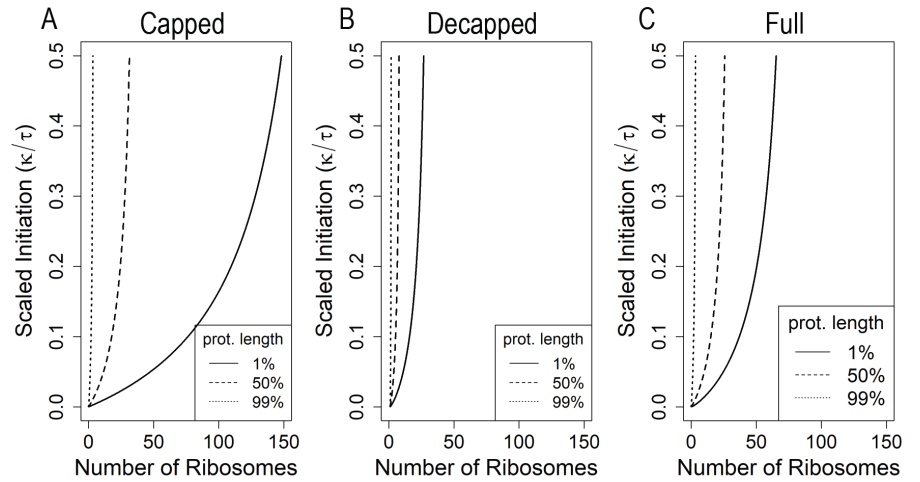 A
Capped
Scaled Initiation (κ/τ)
0.5
0.4
0.3
0.2
0.1
0.0
prot. length
1%
50%
99%
0 50 100 150
Number of Ribosomes
B
Decapped
Scaled Initiation (κ/τ)
0.5
0.4
0.3
0.2
0.1
0.0
prot. length
1%
50%
99%
0 50 100 150
Number of Ribosomes
C
Full
Scaled Initiation (κ/τ)
0.5
0.4
0.3
0.2
0.1
0.0
prot. length
1%
50%
99%
0 50 100 150
Number of Ribosomes